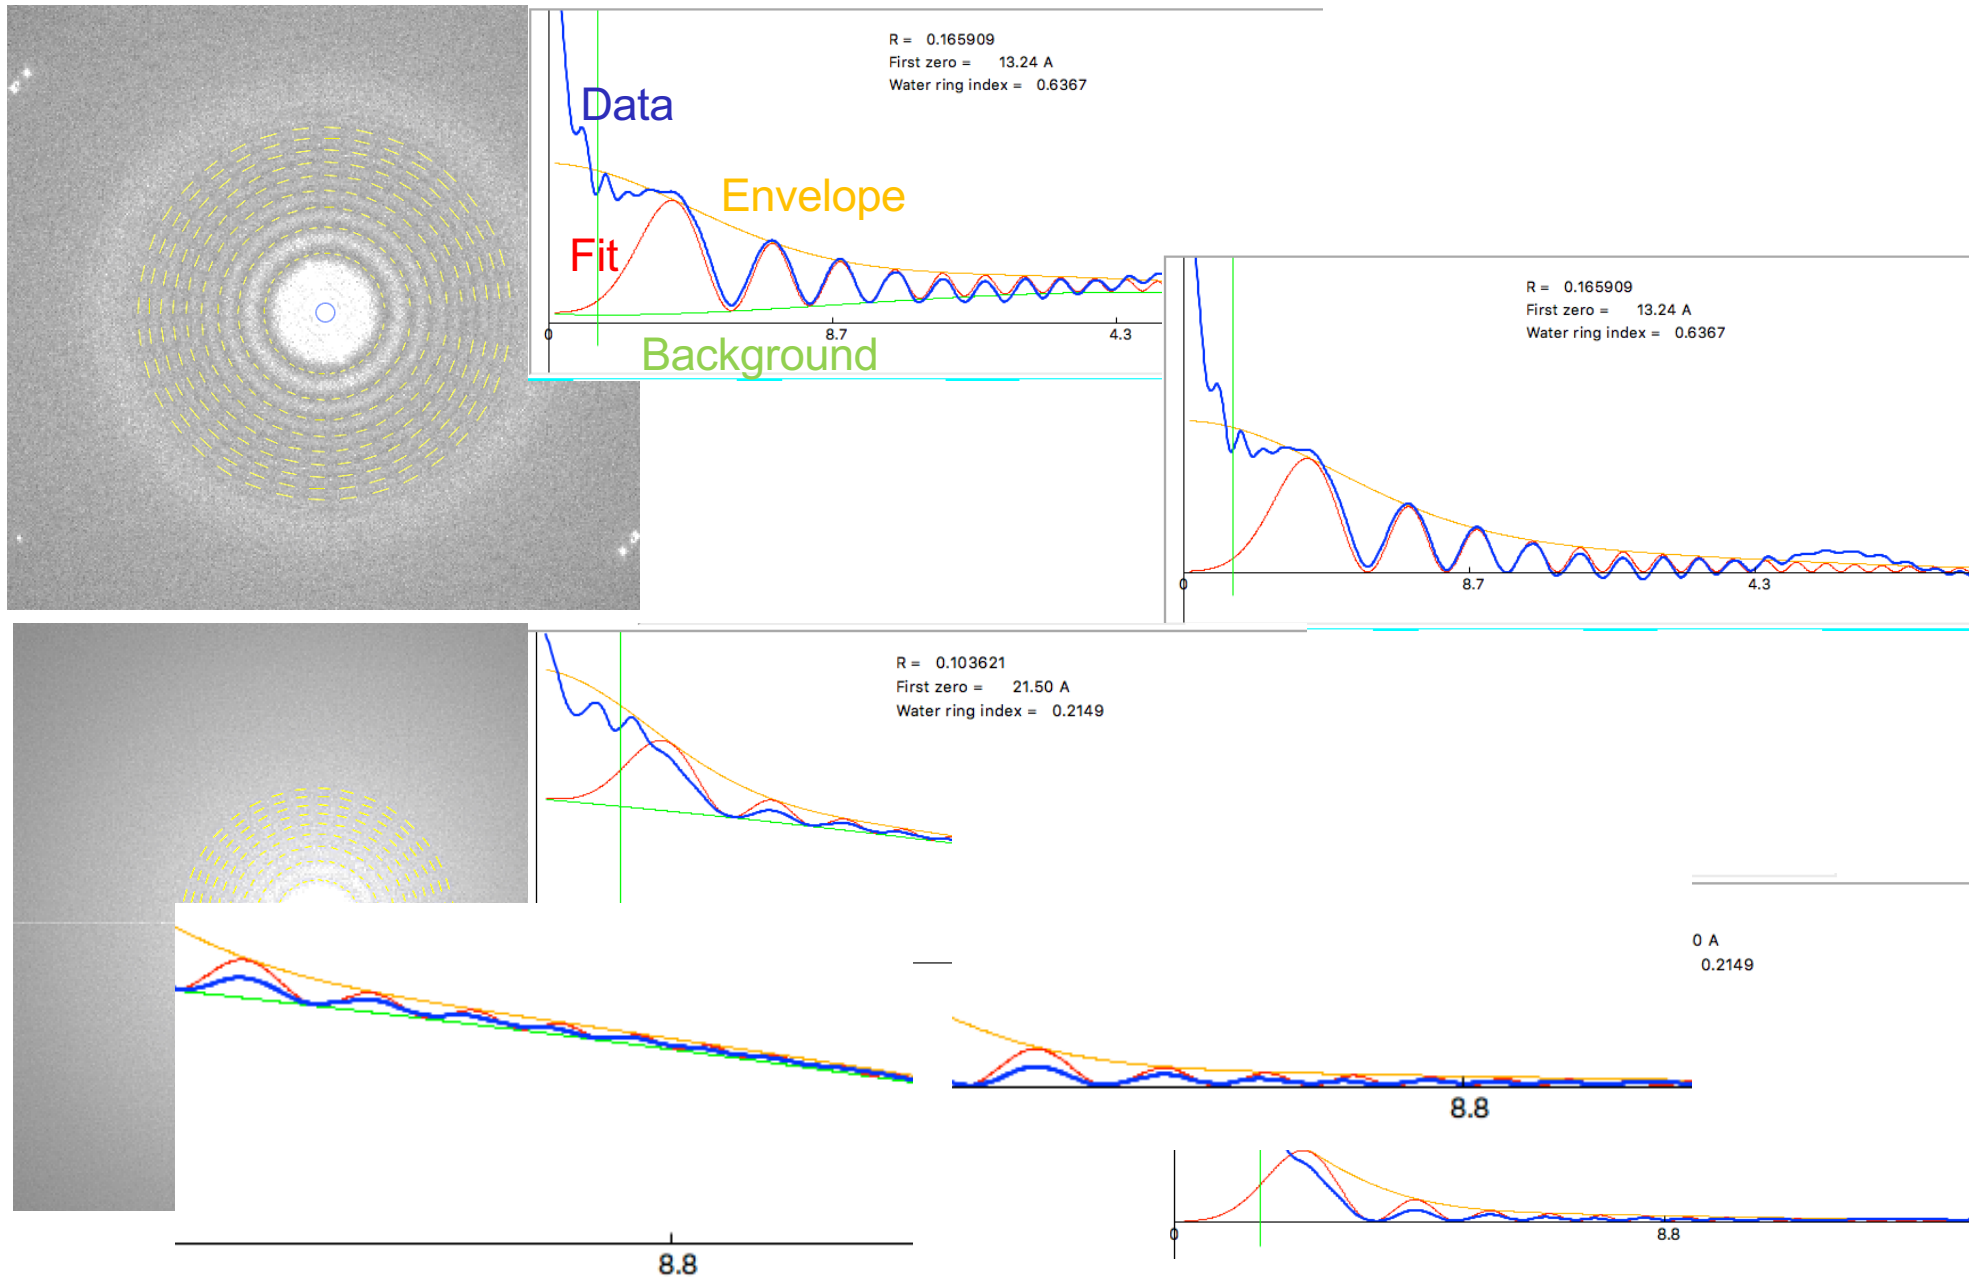 R = 0.165909
First zero = 13.24 A
Water ring index = 0.6367
Data
Envelope
Fit
0
8.7
4.3
Background
R = 0.165909
First zero = 13.24 A
Water ring index = 0.6367
0
8.7
4.3
R = 0.103621
First zero = 21.50 A
Water ring index = 0.2149
0 A
0.2149
8.8
0
8.8
8.8